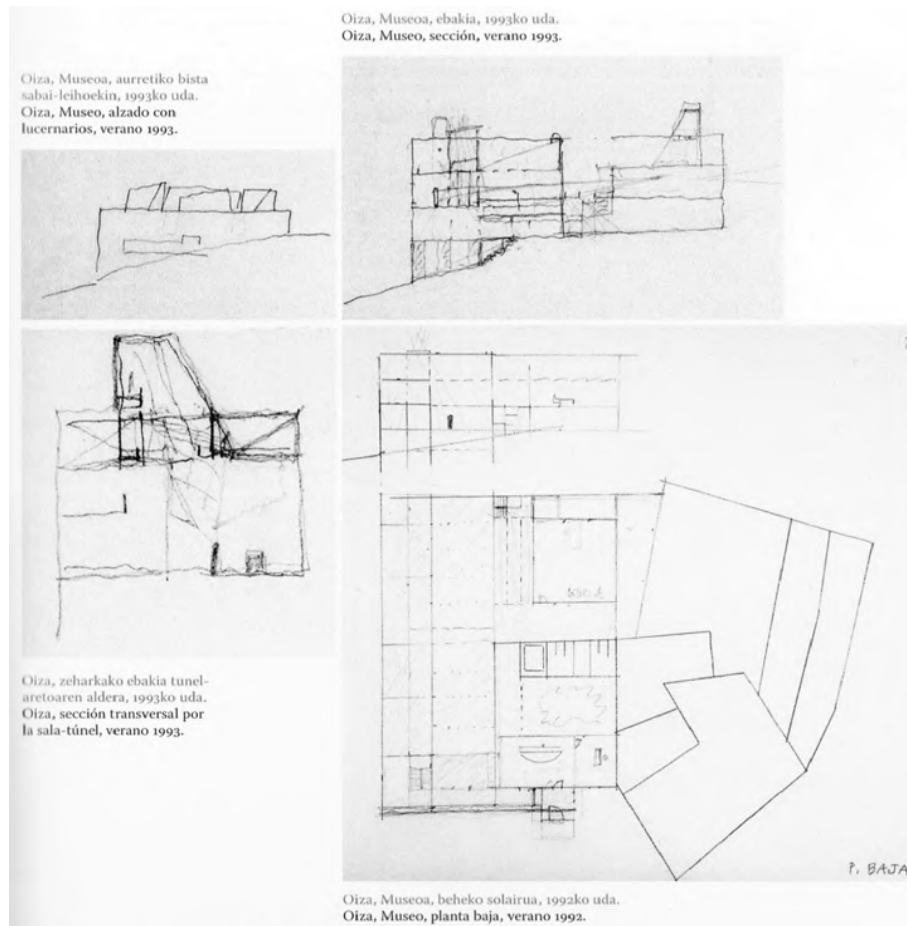 Oiza, Museoa, ebakia, 1993ko uda.
Oiza, Museo, sección, verano 1993.
Oiza, Museoa, aurretiko bista
sabai-leihoekin, 1993ko uda.
Oiza, Museo, alzado con
lucernarios, verano 1993.
Oiza, zeharkako ebakia tunel-
aretoaren aldera, 1993ko uda.
Oiza, sección transversal por
la sala-túnel, verano 1993.
P. BAJA
Oiza, Museoa, beheko solairua, 1992ko uda.
Oiza, Museo, planta baja, verano 1992.